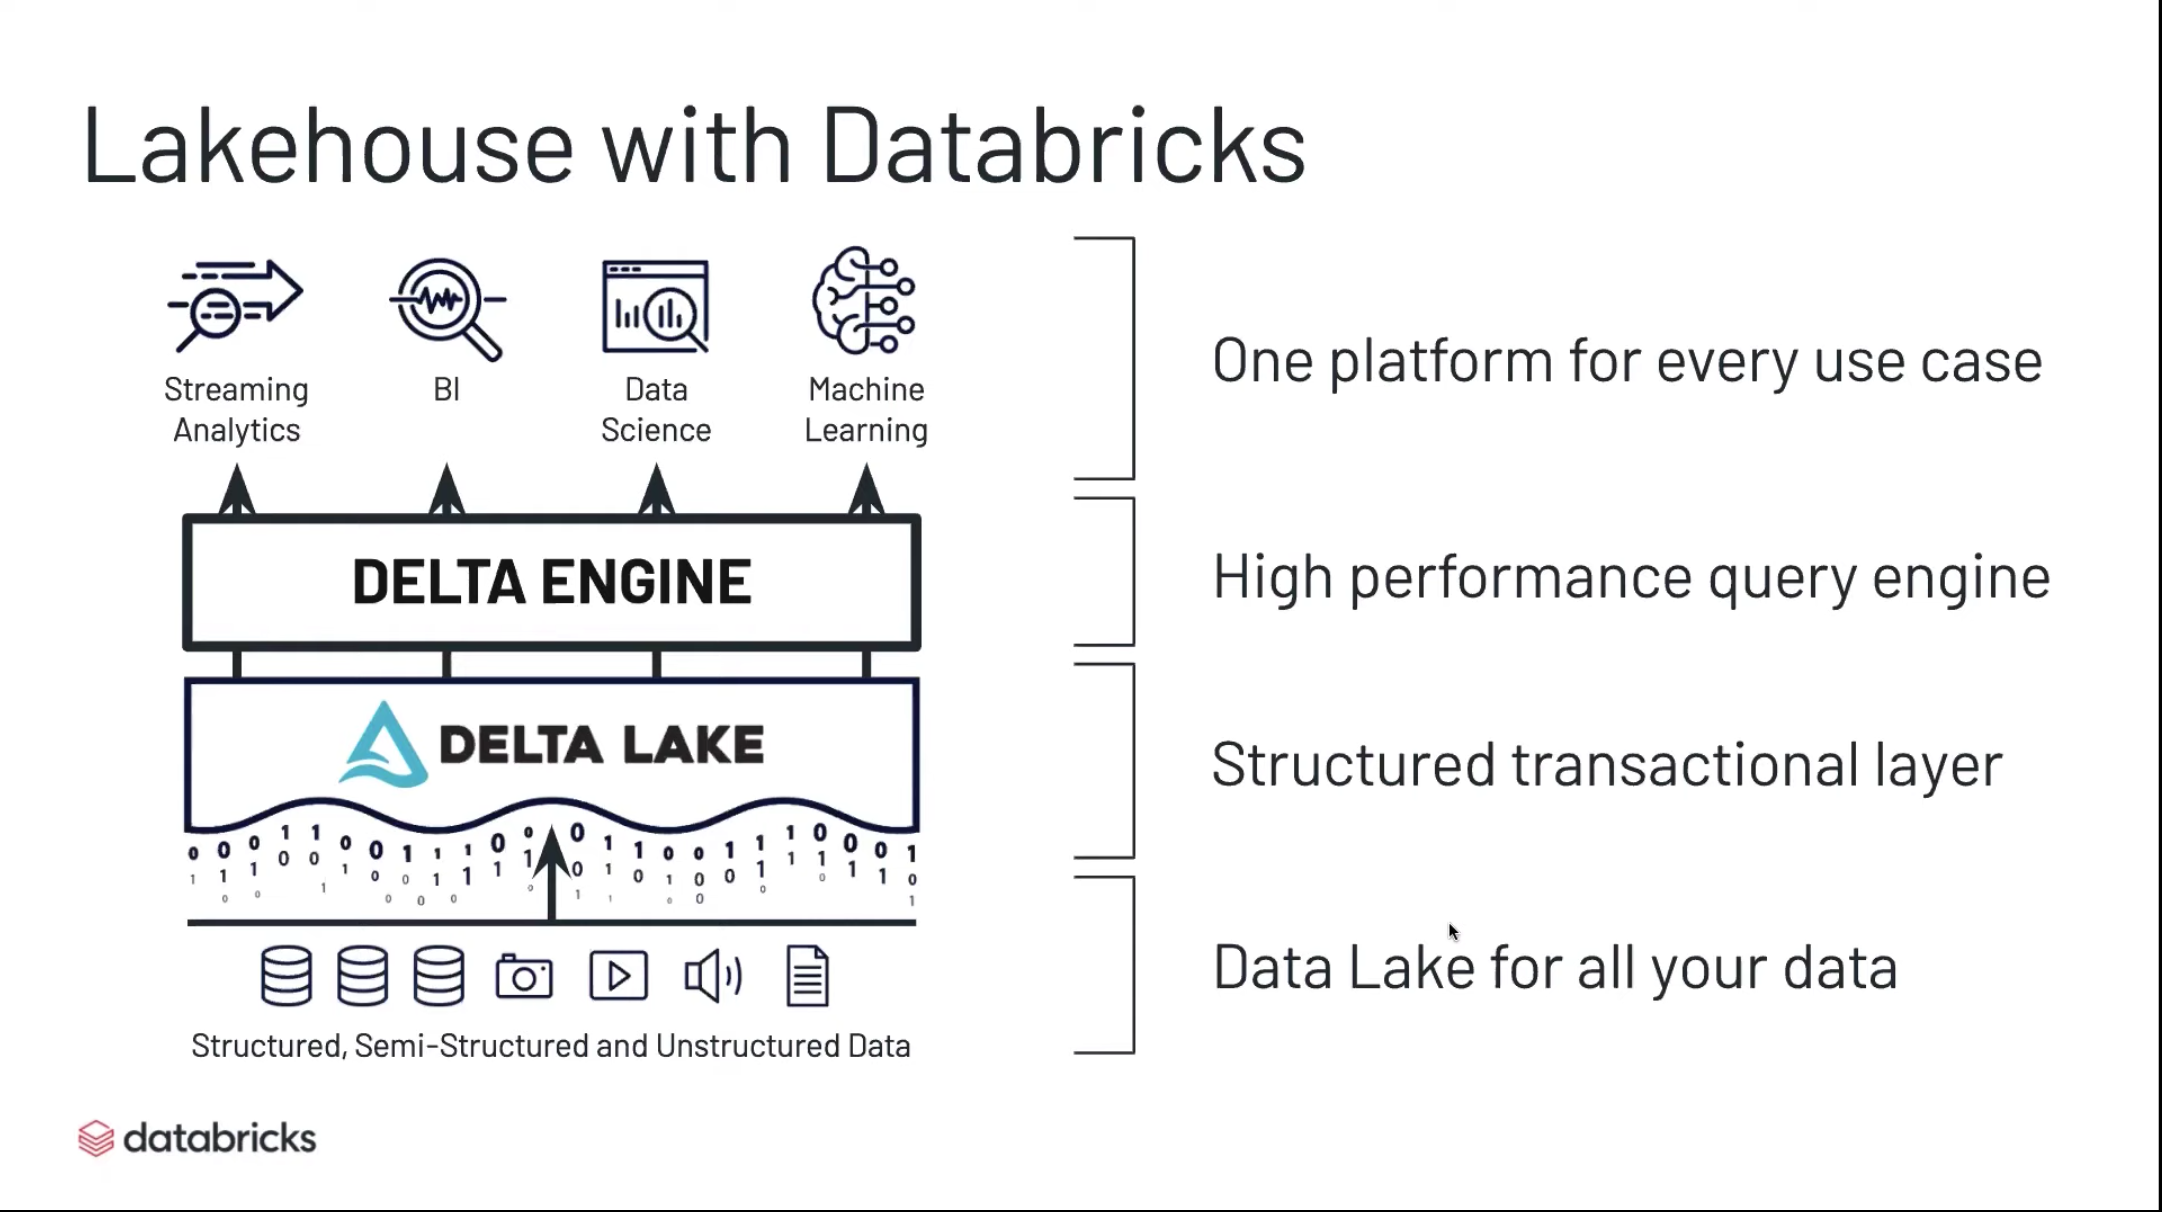 Lakehouse with Databricks
Streaming
Analytics
BI
Data
Science
Machine
Learning
One platform for every use case
DELTA ENGINE
High performance query engine
DELTA LAKE
Structured transactional layer
Structured, Semi-Structured and Unstructured Data
Data Lake for all your data
databricks